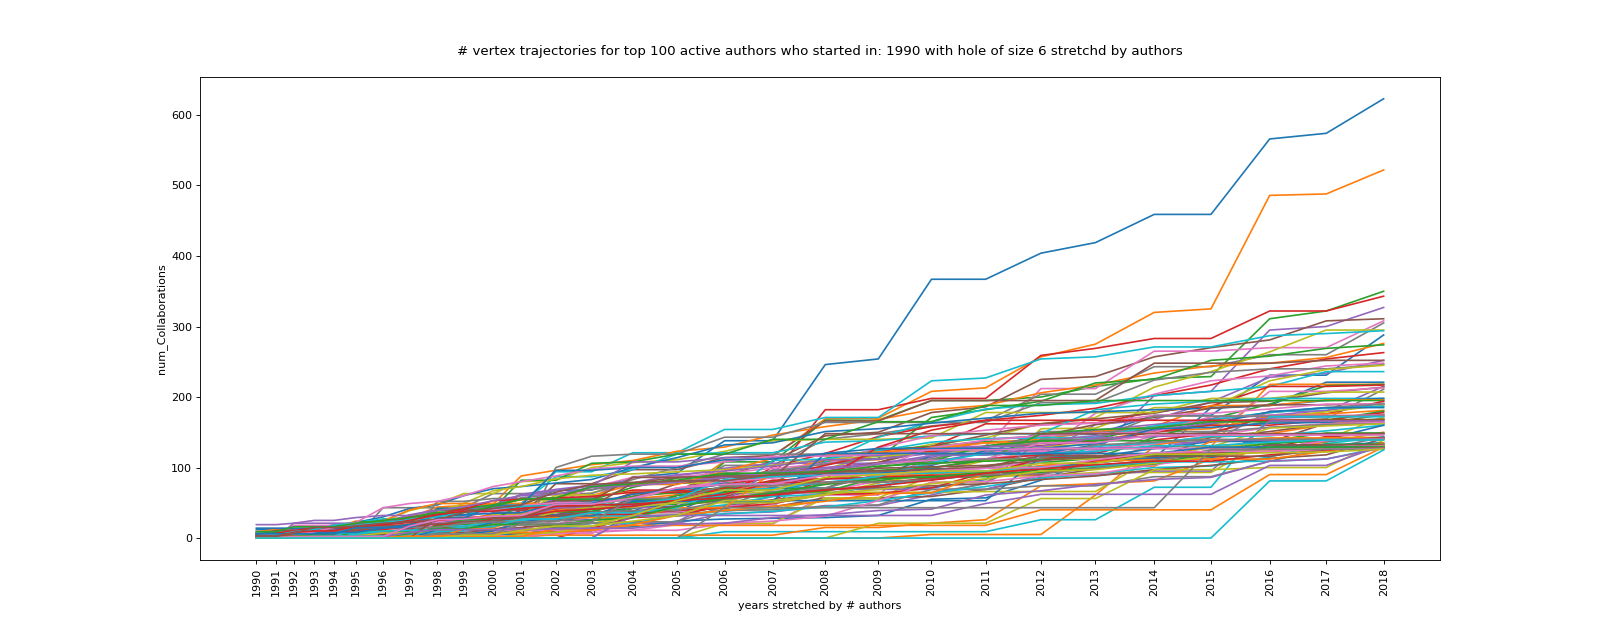 # vertex trajectories for top 100 active authors who started in: 1990 with hole of size 6 stretchd by authors
num_Collaborations
600
500
400
300
200
100
0
1990 1991 1992 1993 1994 1995 1996 1997 1998 1999 2000 2001 2002 2003 2004 2005 2006 2007 2008 2009 2010 2011 2012 2013 2014 2015 2016 2017 2018
years stretched by # authors